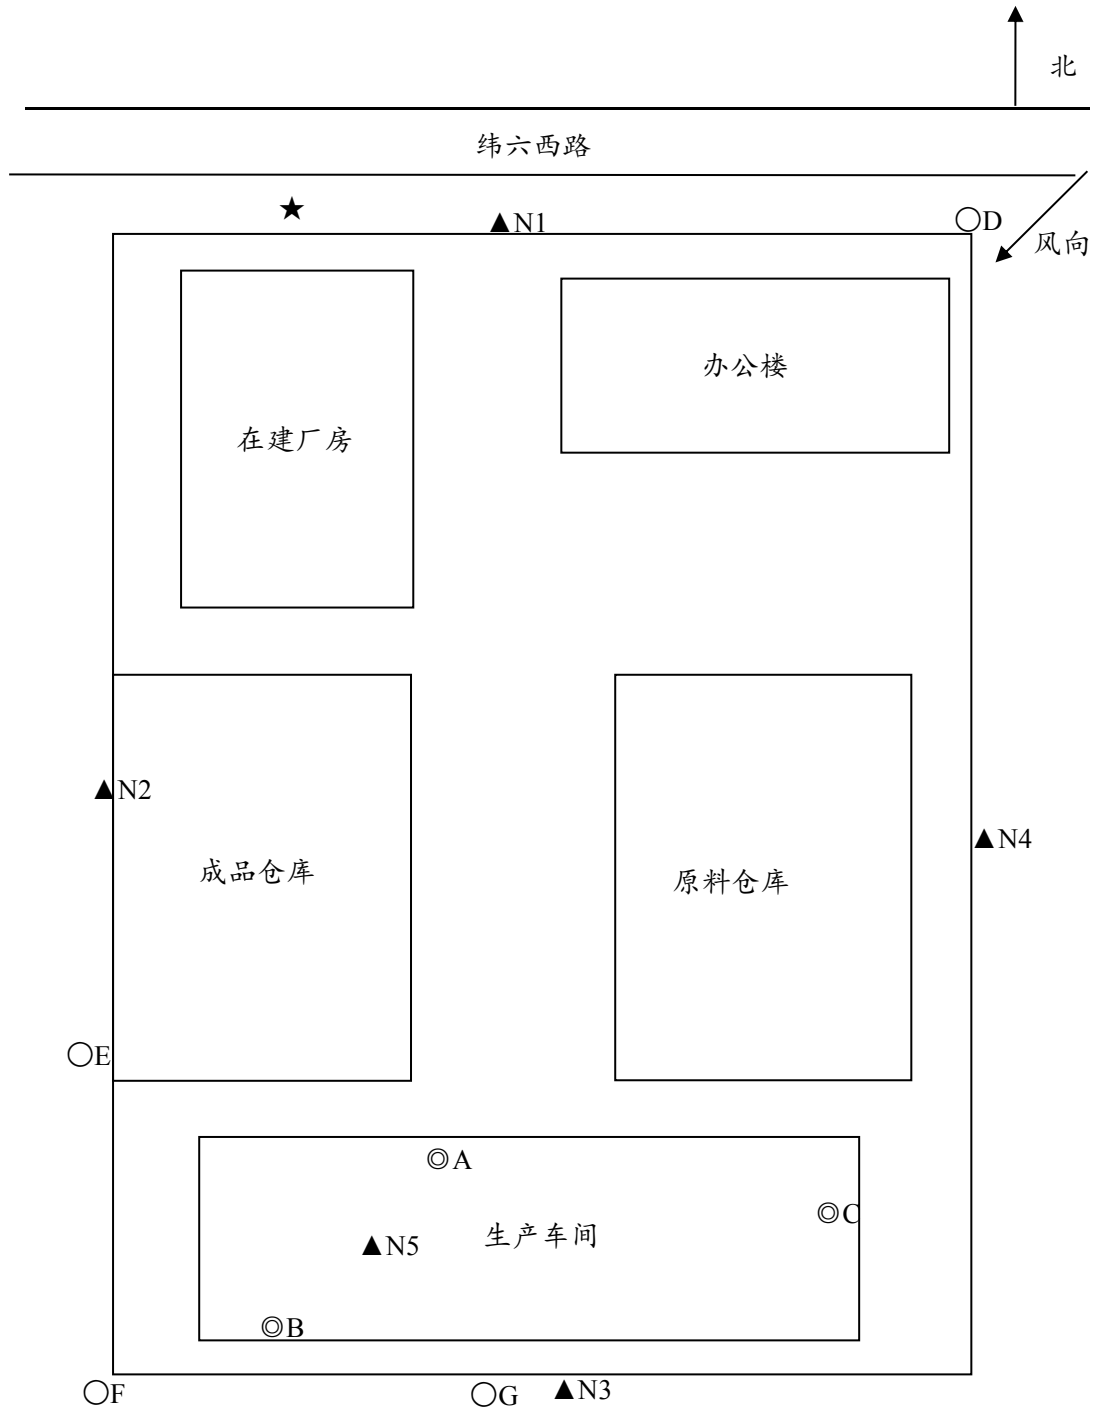 北
纬六西路
★
▲N1
○D
风向
办公楼
在建厂房
▲N2
▲N4
成品仓库
原料仓库
○E
◎A
◎C
▲N5
生产车间
◎B
○F
○G
▲N3